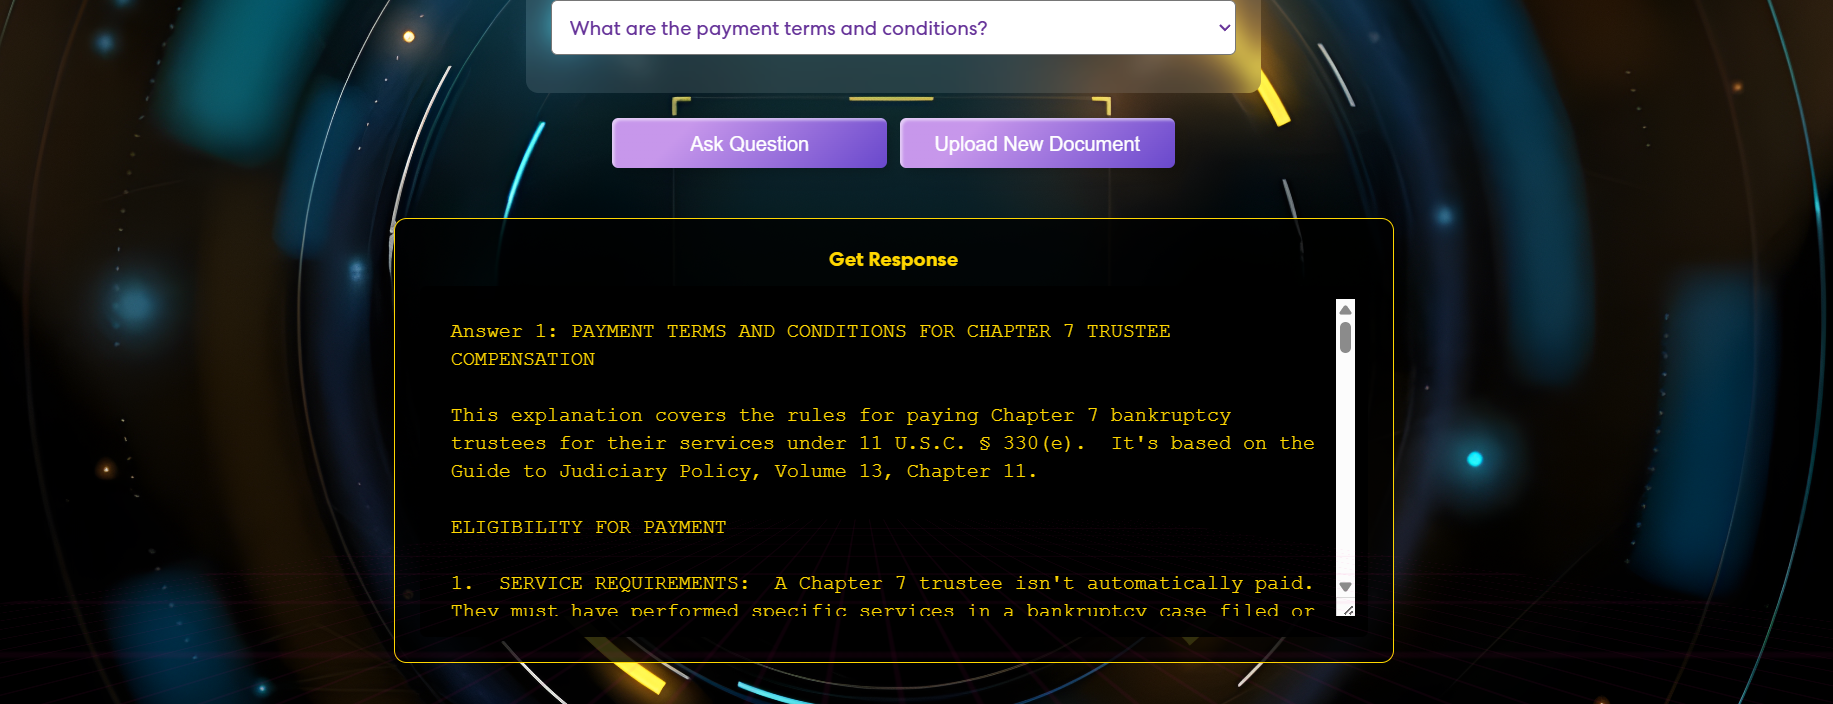 What are the payment terms and conditions?
Ask Question
Upload New Document
Get Response
Answer 1: PAYMENT TERMS AND CONDITIONS FOR CHAPTER 7 TRUSTEE
COMPENSATION
This explanation covers the rules for paying Chapter 7 bankruptcy
trustees for their services under 11 U.S.C. § 330(e).  It's based on the
Guide to Judiciary Policy, Volume 13, Chapter 11.
ELIGIBILITY FOR PAYMENT
1.  SERVICE REQUIREMENTS:  A Chapter 7 trustee isn't automatically paid.
They must have performed specific services in a bankruptcy case filed or